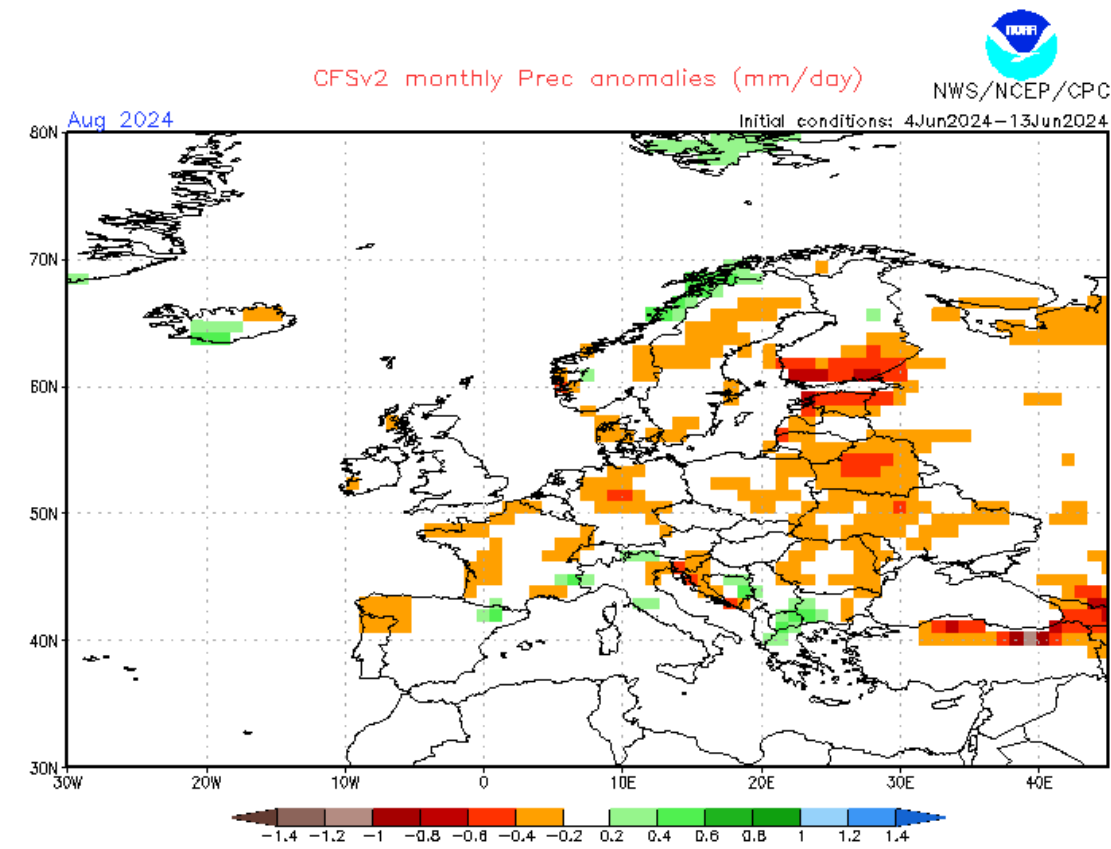 NOAA
CFSv2 monthly Prec anomalies (mm/day)
NWS/NCEP/CPC
Aug 2024
Initial conditions: 4Jun2024–13Jun2024
80N
70N
60N
50N
40N
30N
30W 20W 10W 0 10E 20E 30E 40E
−1.4 −1.2 −1 −0.8 −0.6 −0.4 −0.2 0.2 0.4 0.6 0.8 1 1.2 1.4